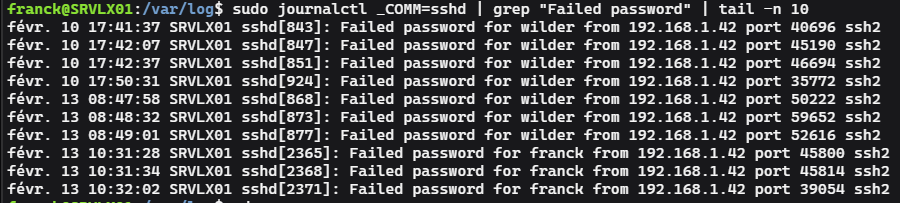 franck@SRVLX01:/var/log$ sudo journalctl _COMM=sshd | grep "Failed password" | tail -n 10
févr. 10 17:41:37 SRVLX01 sshd[843]: Failed password for wilder from 192.168.1.42 port 40696 ssh2
févr. 10 17:42:07 SRVLX01 sshd[847]: Failed password for wilder from 192.168.1.42 port 45190 ssh2
févr. 10 17:42:37 SRVLX01 sshd[851]: Failed password for wilder from 192.168.1.42 port 46694 ssh2
févr. 10 17:50:31 SRVLX01 sshd[924]: Failed password for wilder from 192.168.1.42 port 35772 ssh2
févr. 13 08:47:58 SRVLX01 sshd[868]: Failed password for wilder from 192.168.1.42 port 50222 ssh2
févr. 13 08:48:32 SRVLX01 sshd[873]: Failed password for wilder from 192.168.1.42 port 59652 ssh2
févr. 13 08:49:01 SRVLX01 sshd[877]: Failed password for wilder from 192.168.1.42 port 52616 ssh2
févr. 13 10:31:28 SRVLX01 sshd[2365]: Failed password for franck from 192.168.1.42 port 45800 ssh2
févr. 13 10:31:34 SRVLX01 sshd[2368]: Failed password for franck from 192.168.1.42 port 45814 ssh2
févr. 13 10:32:02 SRVLX01 sshd[2371]: Failed password for franck from 192.168.1.42 port 39054 ssh2